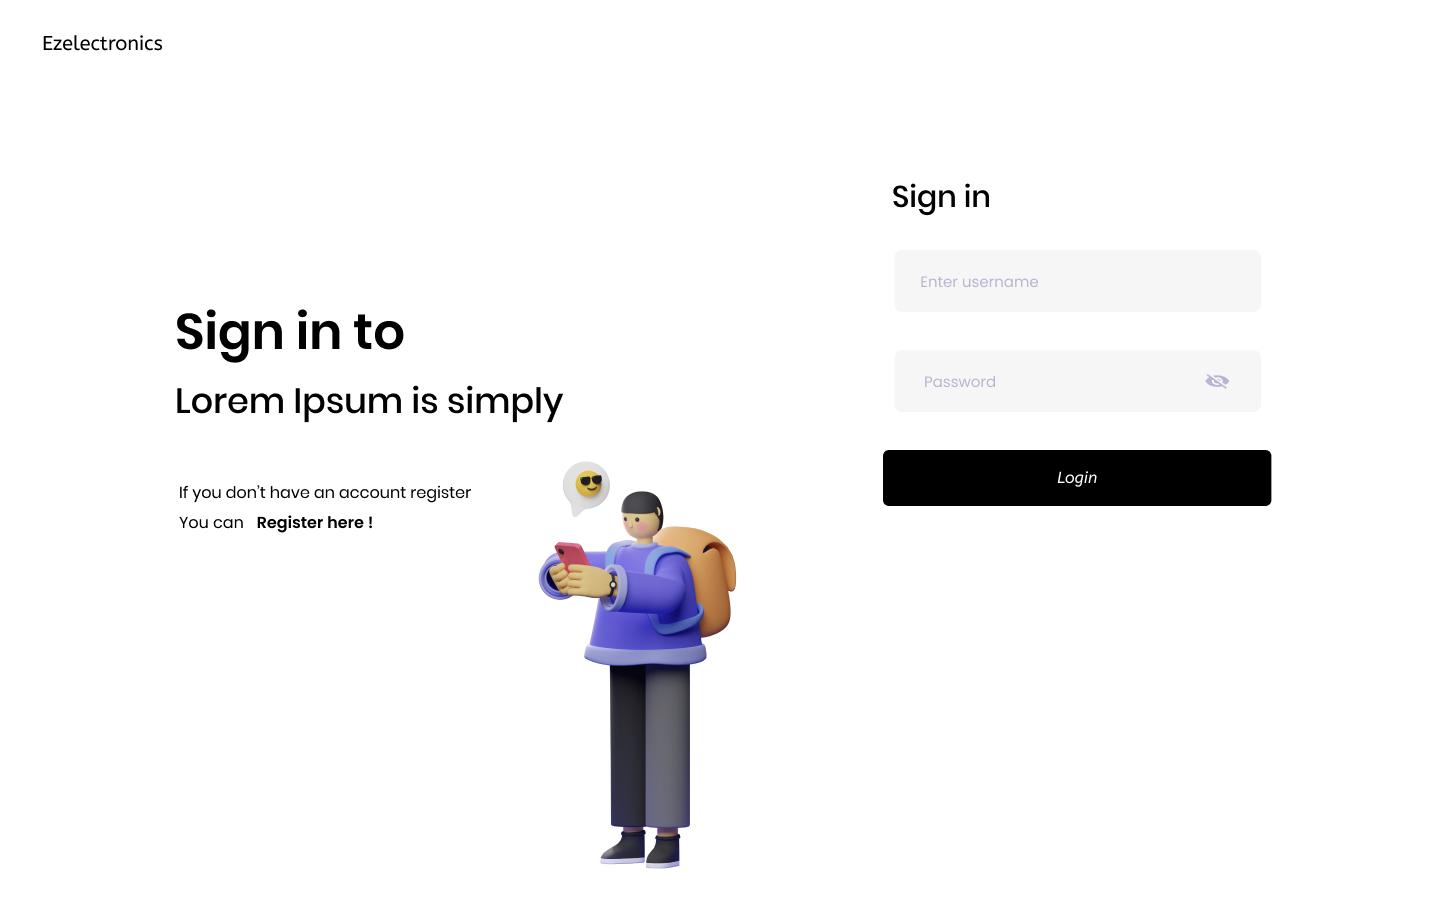 Ezelectronics
Sign in to
Lorem Ipsum is simply
If you don’t have an account register
You can Register here !
Sign in
Enter username
Password
Login